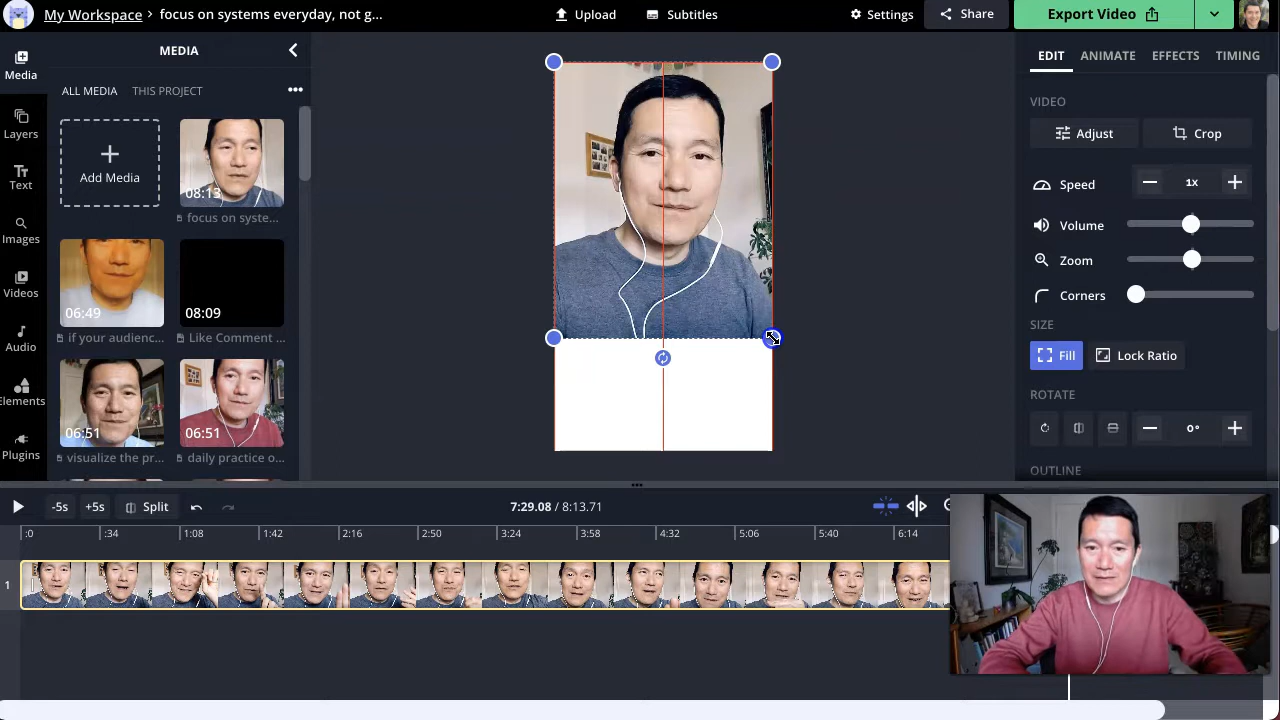 My Workspace > focus on systems everyday, not g...
Upload
Subtitles
Settings
Share
Export Video
Media
Layers
Text
Images
Videos
Audio
Elements
Plugins
MEDIA
ALL MEDIA
THIS PROJECT
Add Media
08:13
focus on syste...
06:49
if your audienc...
08:09
Like Comment ...
06:51
visualize the pr...
06:51
daily practice o...
EDIT
ANIMATE
EFFECTS
TIMING
VIDEO
Adjust
Crop
Speed
1x
Volume
Zoom
Corners
SIZE
Fill
Lock Ratio
ROTATE
0°
OUTLINE
-5s
+5s
Split
7:29.08 / 8:13.71
:0
:34
1:08
1:42
2:16
2:50
3:24
3:58
4:32
5:06
5:40
6:14
1